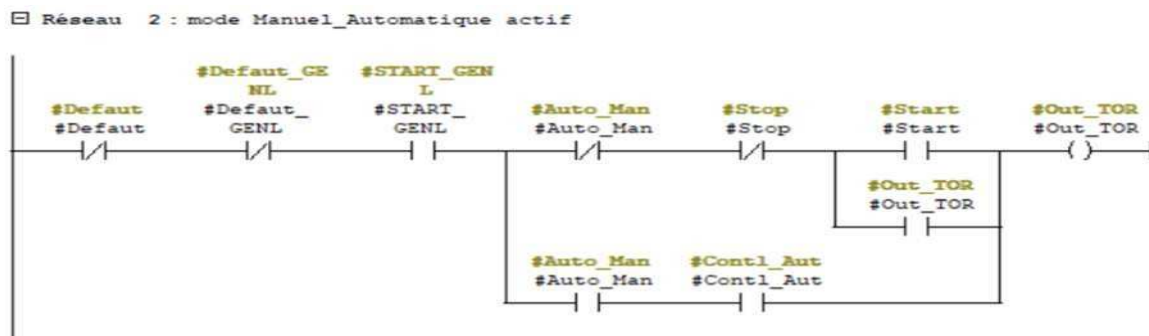 Réseau 2 : mode Manuel_Automatique actif
#Defaut_GE #START_GEN
NL L
#Defaut #Defaut_ #START_ #Auto_Man #Stop #Start #Out_TOR
#Defaut GENL GENL #Auto_Man #Stop #Start #Out_TOR
#Out_TOR
#Out_TOR
#Auto_Man #Contl_Aut
#Auto_Man #Contl_Aut